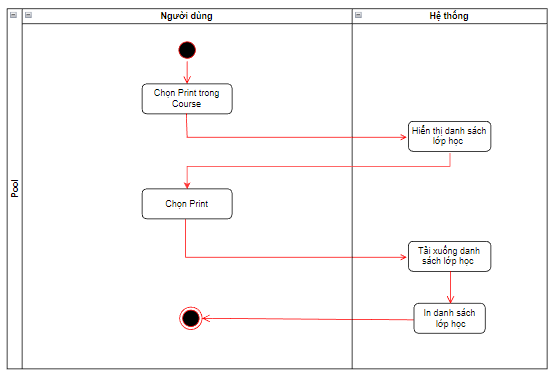 Người dùng
Hệ thống
Pool
Chọn Print trong
Course
Hiển thị danh sách
lớp học
Chọn Print
Tải xuống danh
sách lớp học
In danh sách
lớp học